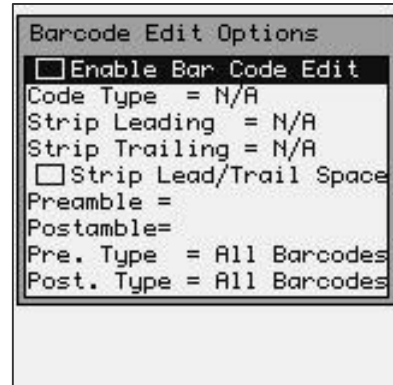 Barcode Edit Options
Enable Bar Code Edit
Code Type = N/A
Strip Leading = N/A
Strip Trailing = N/A
Strip Lead/Trail Space
Preamble =
Postamble=
Pre. Type = All Barcodes
Post. Type = All Barcodes